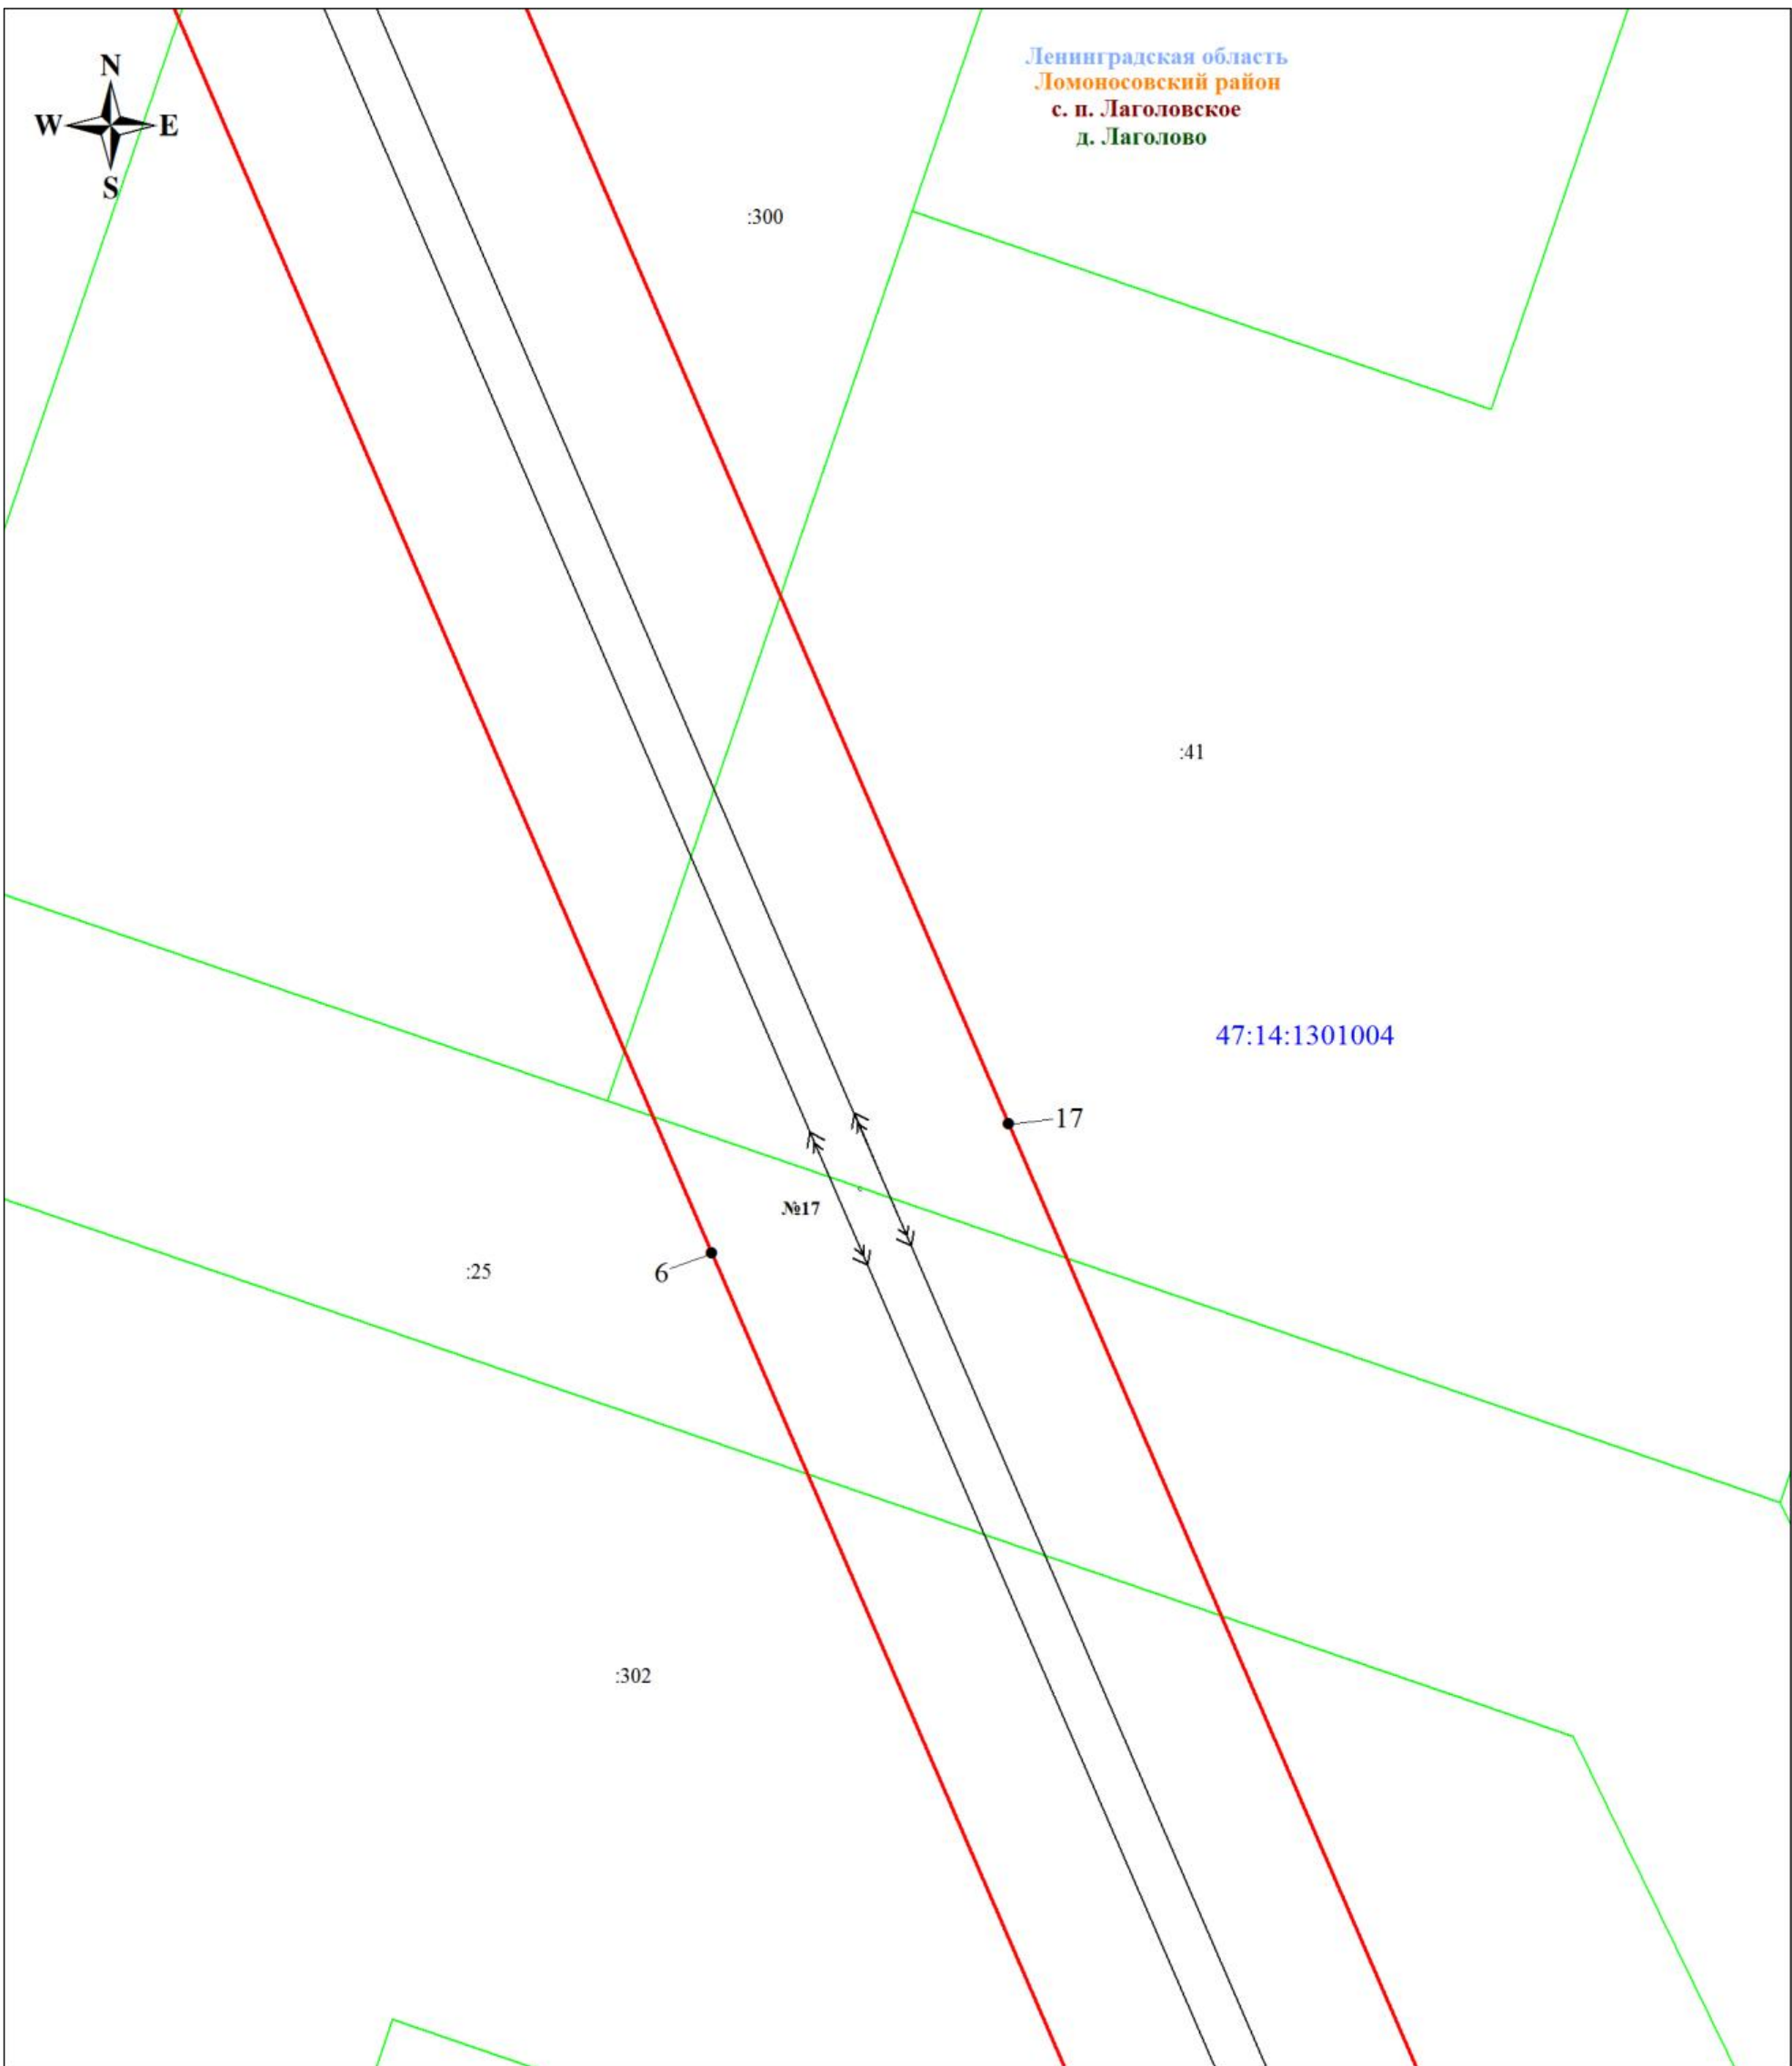 Ленинградская область
Ломоносовский район
с. п. Лаголовское
д. Лаголово
N
W E
S
:300
:41
47:14:1301004
17
№17
6
:25
:302